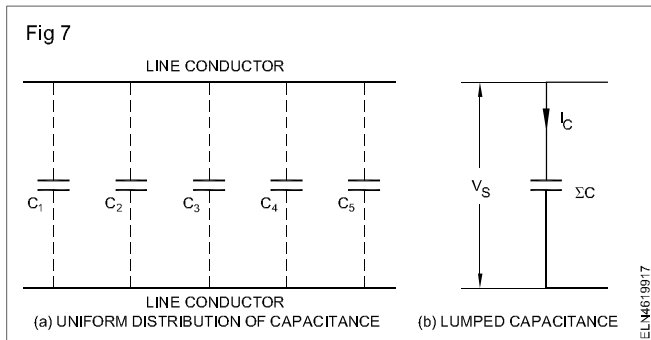 Fig 7
LINE CONDUCTOR
C1 C2 C3 C4 C5
LINE CONDUCTOR
(a) UNIFORM DISTRIBUTION OF CAPACITANCE
IC
VS
ΣC
(b) LUMPED CAPACITANCE
ELN4619917